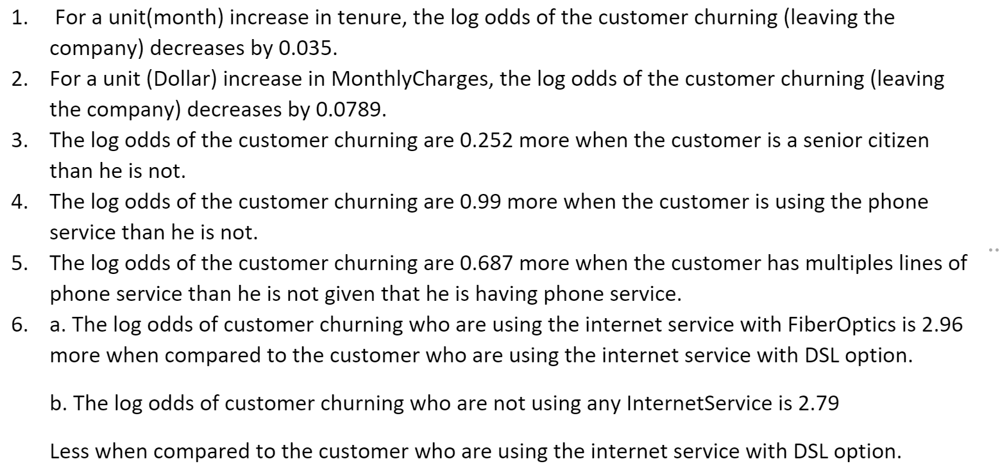 1. For a unit(month) increase in tenure, the log odds of the customer churning (leaving the
company) decreases by 0.035.
2. For a unit (Dollar) increase in MonthlyCharges, the log odds of the customer churning (leaving
the company) decreases by 0.0789.
3. The log odds of the customer churning are 0.252 more when the customer is a senior citizen
than he is not.
4. The log odds of the customer churning are 0.99 more when the customer is using the phone
service than he is not.
5. The log odds of the customer churning are 0.687 more when the customer has multiples lines of
phone service than he is not given that he is having phone service.
6. a. The log odds of customer churning who are using the internet service with FiberOptics is 2.96
more when compared to the customer who are using the internet service with DSL option.
b. The log odds of customer churning who are not using any InternetService is 2.79
Less when compared to the customer who are using the internet service with DSL option.